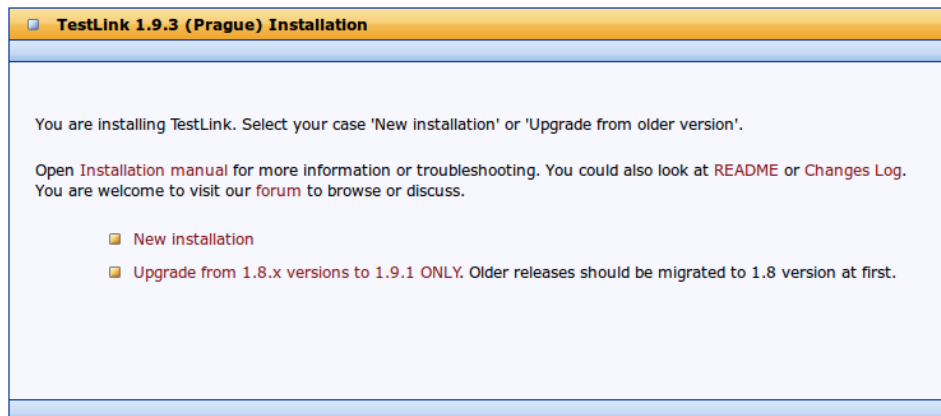 TestLink 1.9.3 (Prague) Installation
You are installing TestLink. Select your case 'New installation' or 'Upgrade from older version'.
Open Installation manual for more information or troubleshooting. You could also look at README or Changes Log.
You are welcome to visit our forum to browse or discuss.
New installation
Upgrade from 1.8.x versions to 1.9.1 ONLY. Older releases should be migrated to 1.8 version at first.